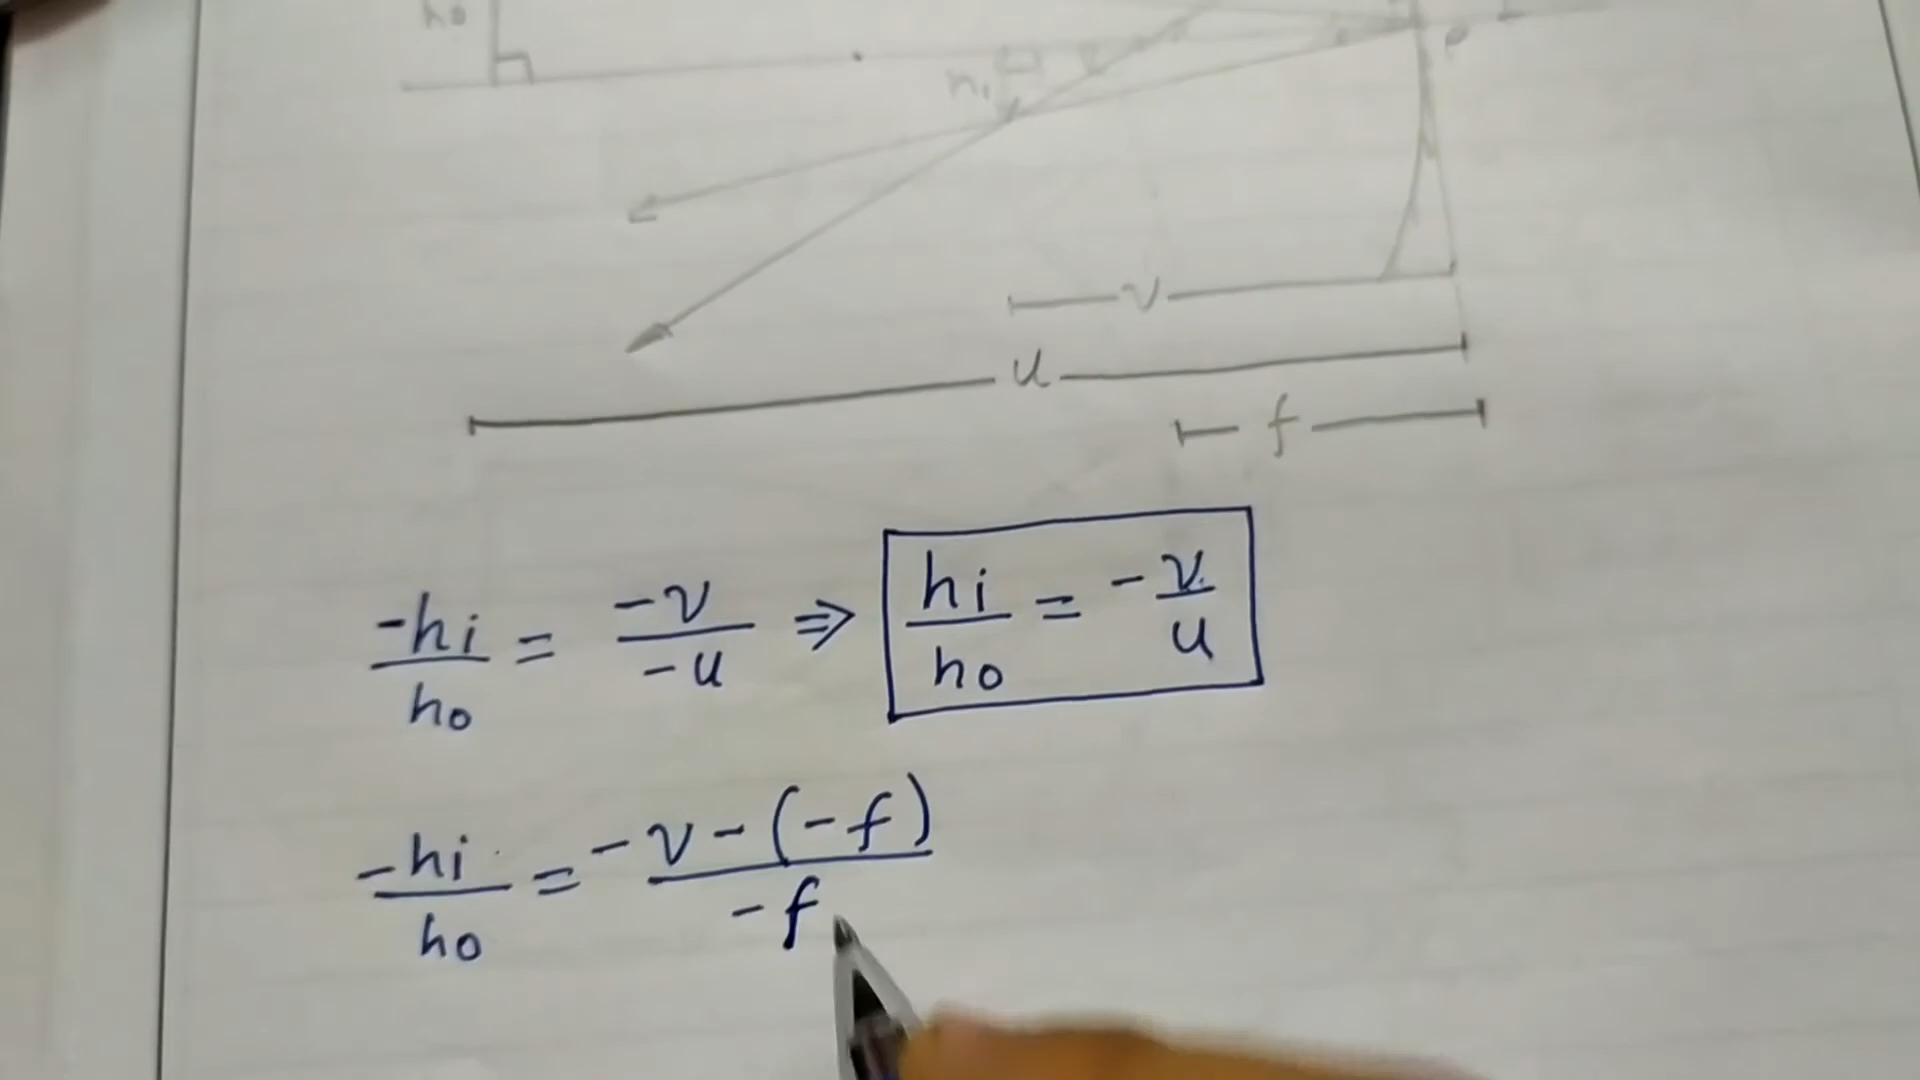 ho
hi
P
v
u
f
-hi/ho = -v/-u ⇒ hi/ho = -v/u
-hi/ho = -v-(-f)/-f